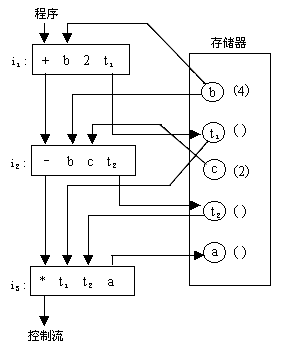 程序
存储器
i₁: + b 2 t₁
b (4)
t₁ ()
i₂: - b c t₂
c (2)
t₂ ()
a ()
i₃: * t₁ t₂ a
控制流